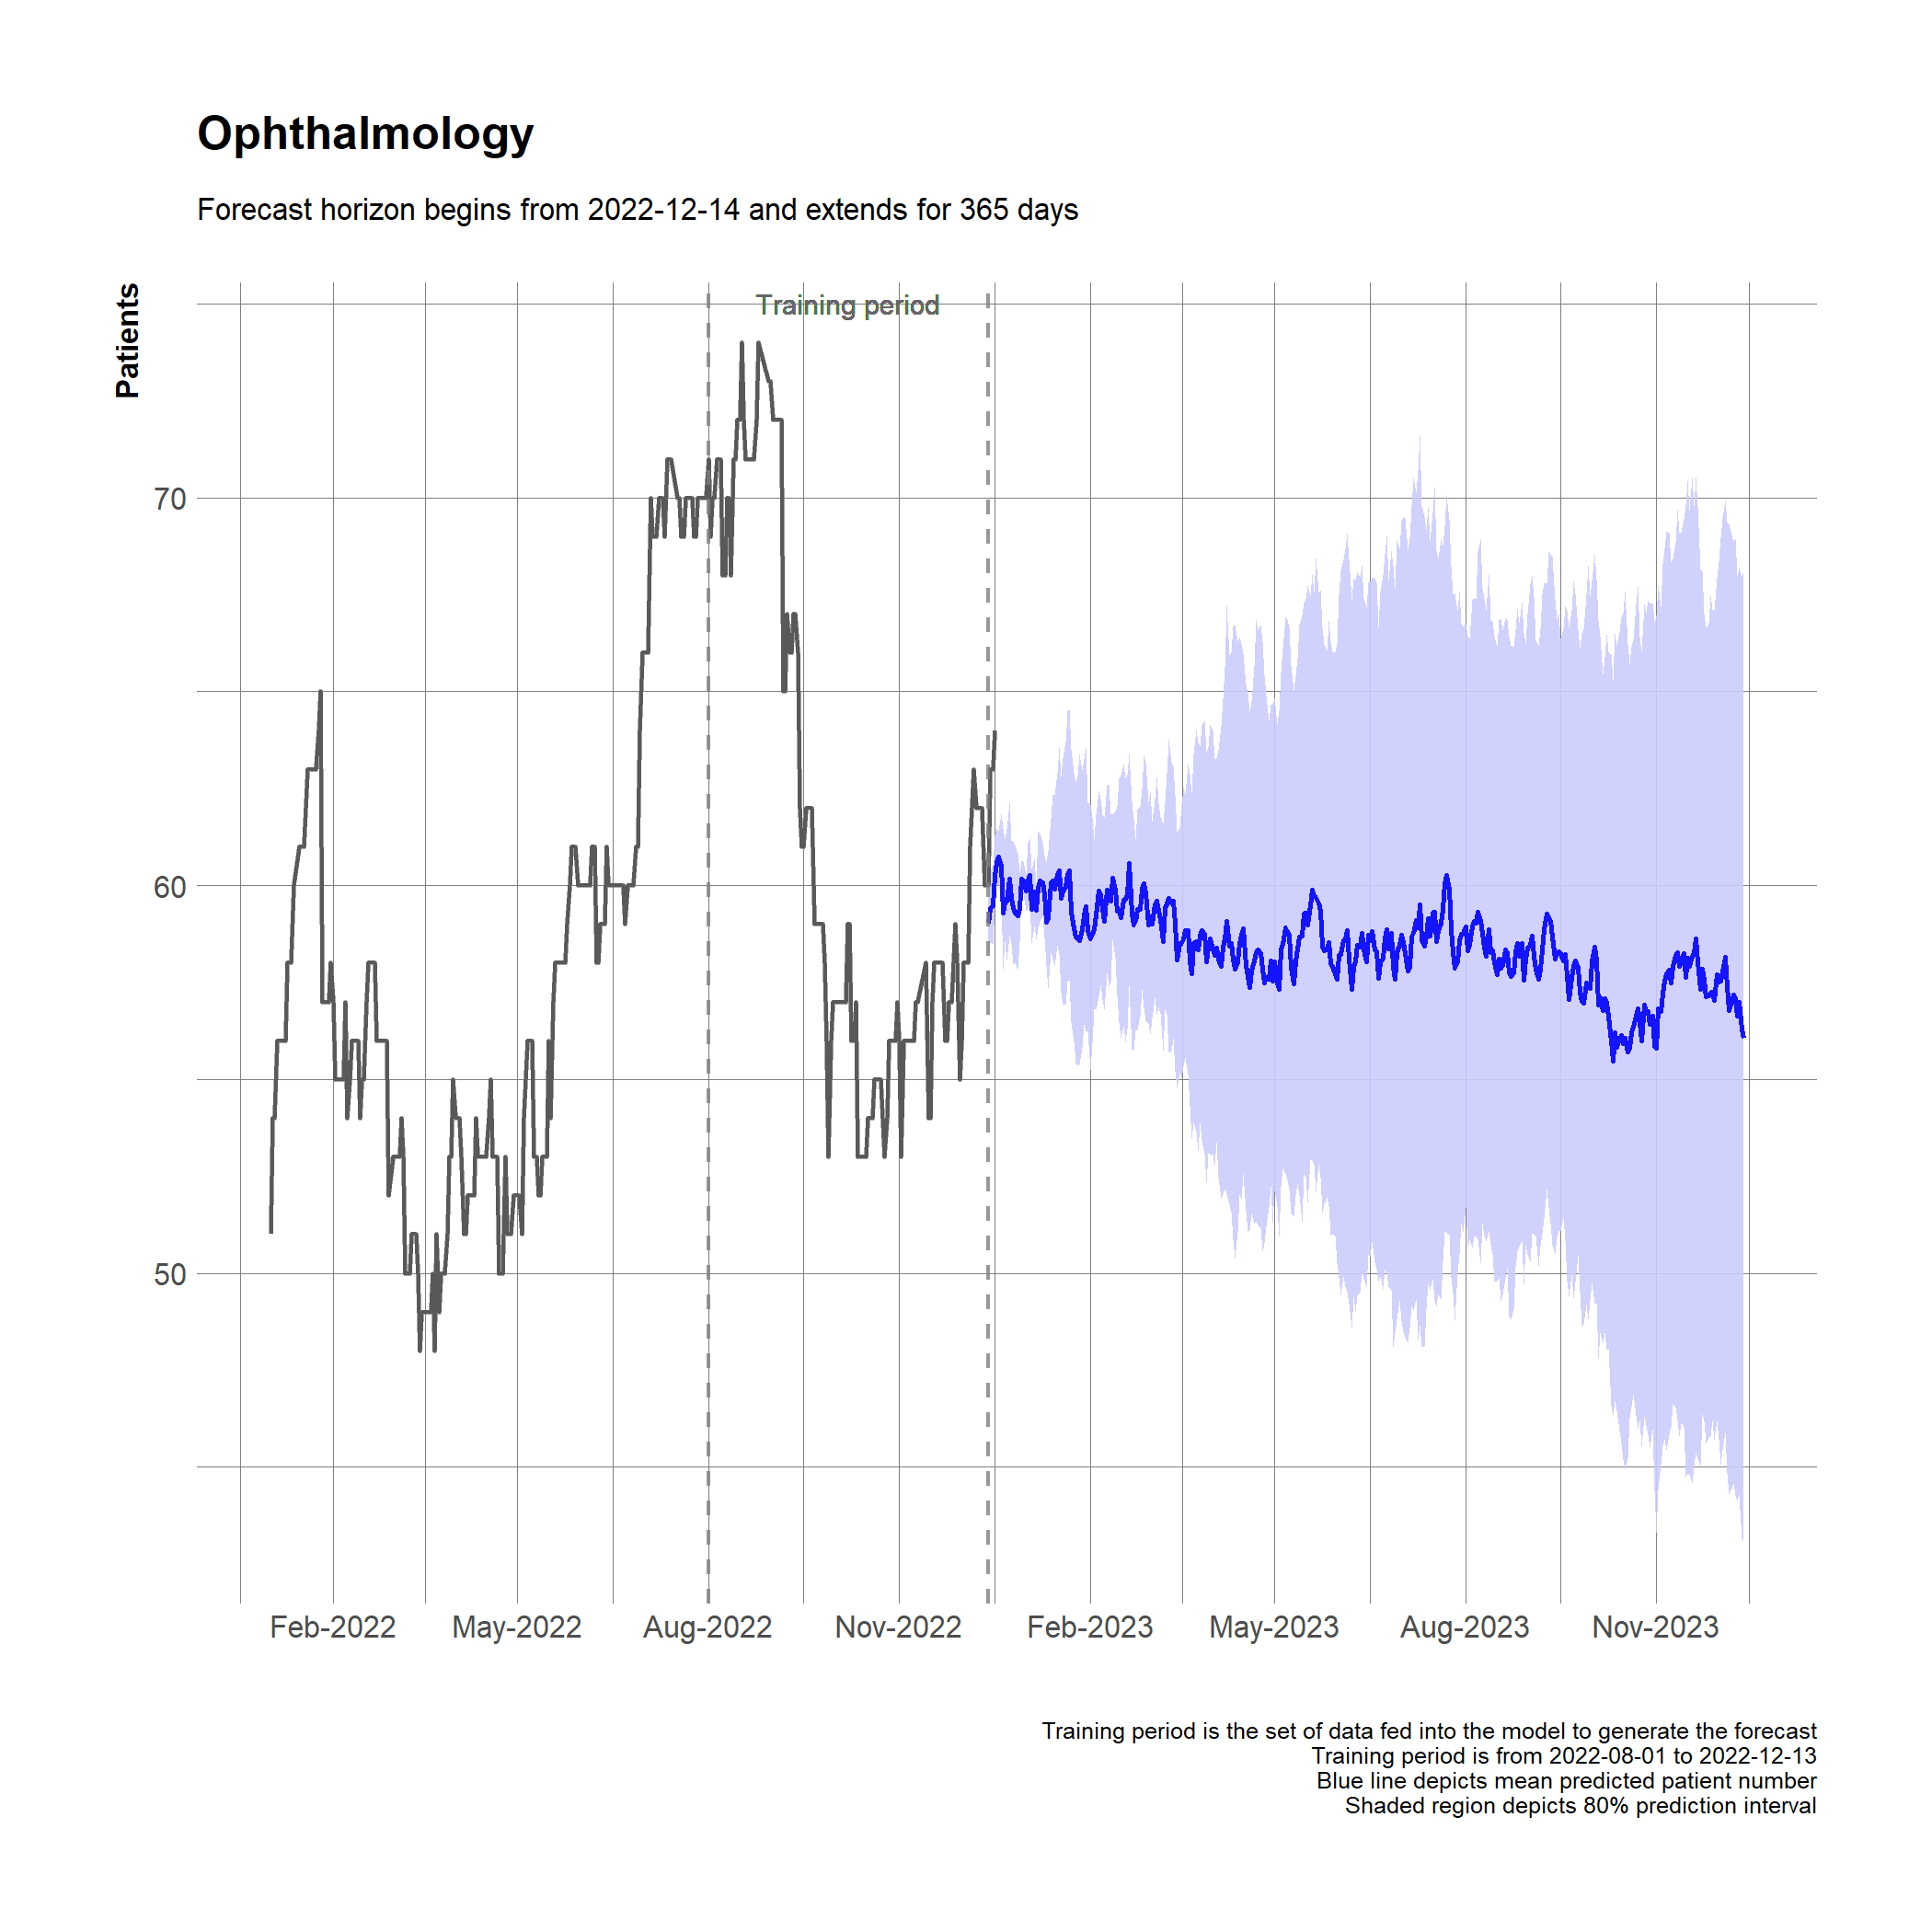 Ophthalmology
Forecast horizon begins from 2022-12-14 and extends for 365 days
Patients
Training period
70
60
50
Feb-2022 May-2022 Aug-2022 Nov-2022 Feb-2023 May-2023 Aug-2023 Nov-2023
Training period is the set of data fed into the model to generate the forecast
Training period is from 2022-08-01 to 2022-12-13
Blue line depicts mean predicted patient number
Shaded region depicts 80% prediction interval